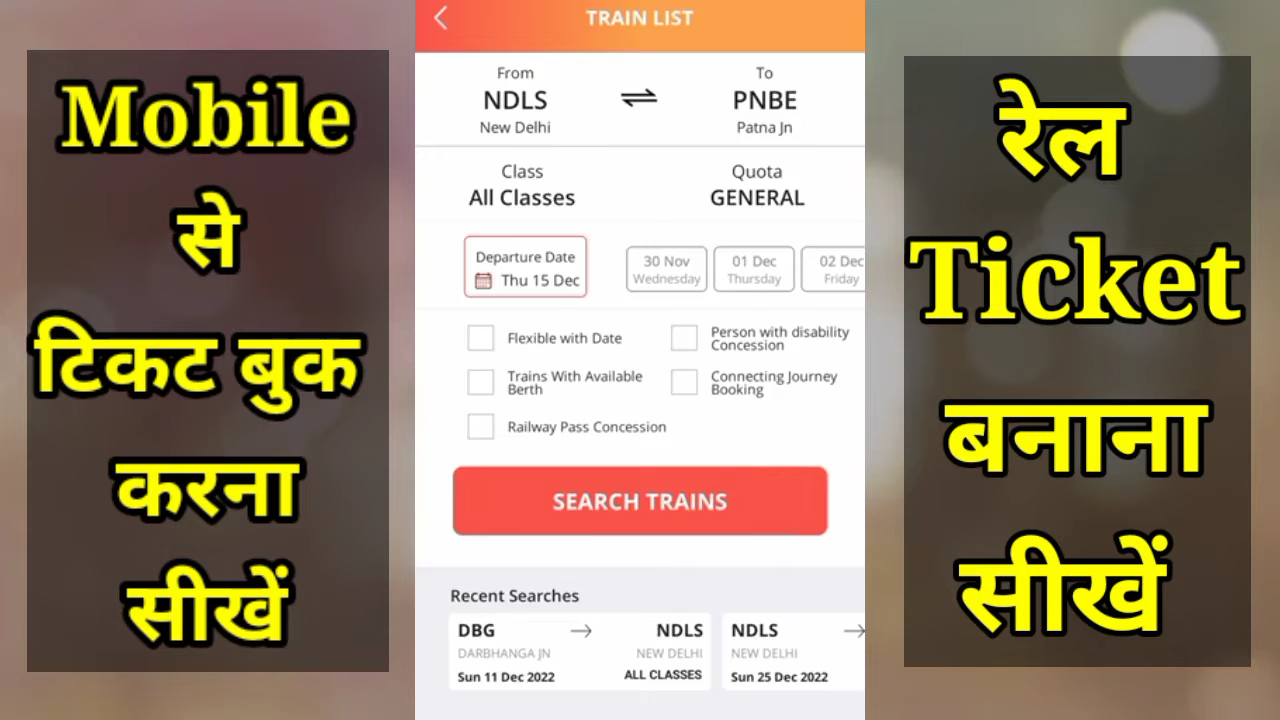 Mobile
से
टिकट बुक
करना
सीखें
TRAIN LIST
From
To
NDLS
PNBE
New Delhi
Patna Jn
Class
Quota
All Classes
GENERAL
Departure Date
Thu 15 Dec
30 Nov
Wednesday
01 Dec
Thursday
02 Dec
Friday
Flexible with Date
Person with disability
Concession
Trains With Available
Berth
Connecting Journey
Booking
Railway Pass Concession
SEARCH TRAINS
Recent Searches
DBG
NDLS
DARBHANGA JN
NEW DELHI
Sun 11 Dec 2022
ALL CLASSES
NDLS
NEW DELHI
Sun 25 Dec 2022
रेल
Ticket
बनाना
सीखें